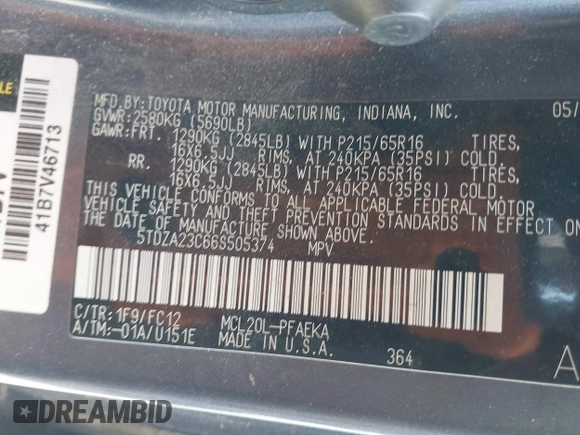 MFD.BY:TOYOTA MOTOR MANUFACTURING, INDIANA, INC. 05/
GVWR:2580KG (5690LB)
GAWR:FRT. 1290KG (2845LB) WITH P215/65R16 TIRES,
16X6.5JJ RIMS, AT 240KPA (35PSI) COLD.
RR. 1290KG (2845LB) WITH P215/65R16 TIRES,
16X6.5JJ RIMS, AT 240KPA (35PSI) COLD.
THIS VEHICLE CONFORMS TO ALL APPLICABLE FEDERAL MOTOR
VEHICLE SAFETY AND THEFT PREVENTION STANDARDS IN EFFECT ON
DATE OF MANUFACTURE SHOWN ABOVE.
5TDZA23C66S505374 MPV
C/TR:1F9/FC12 MCL20L-PFAEKA
A/TM:-01A/U151E MADE IN U.S.A. 364 A
41B7V46713
DREAMBID